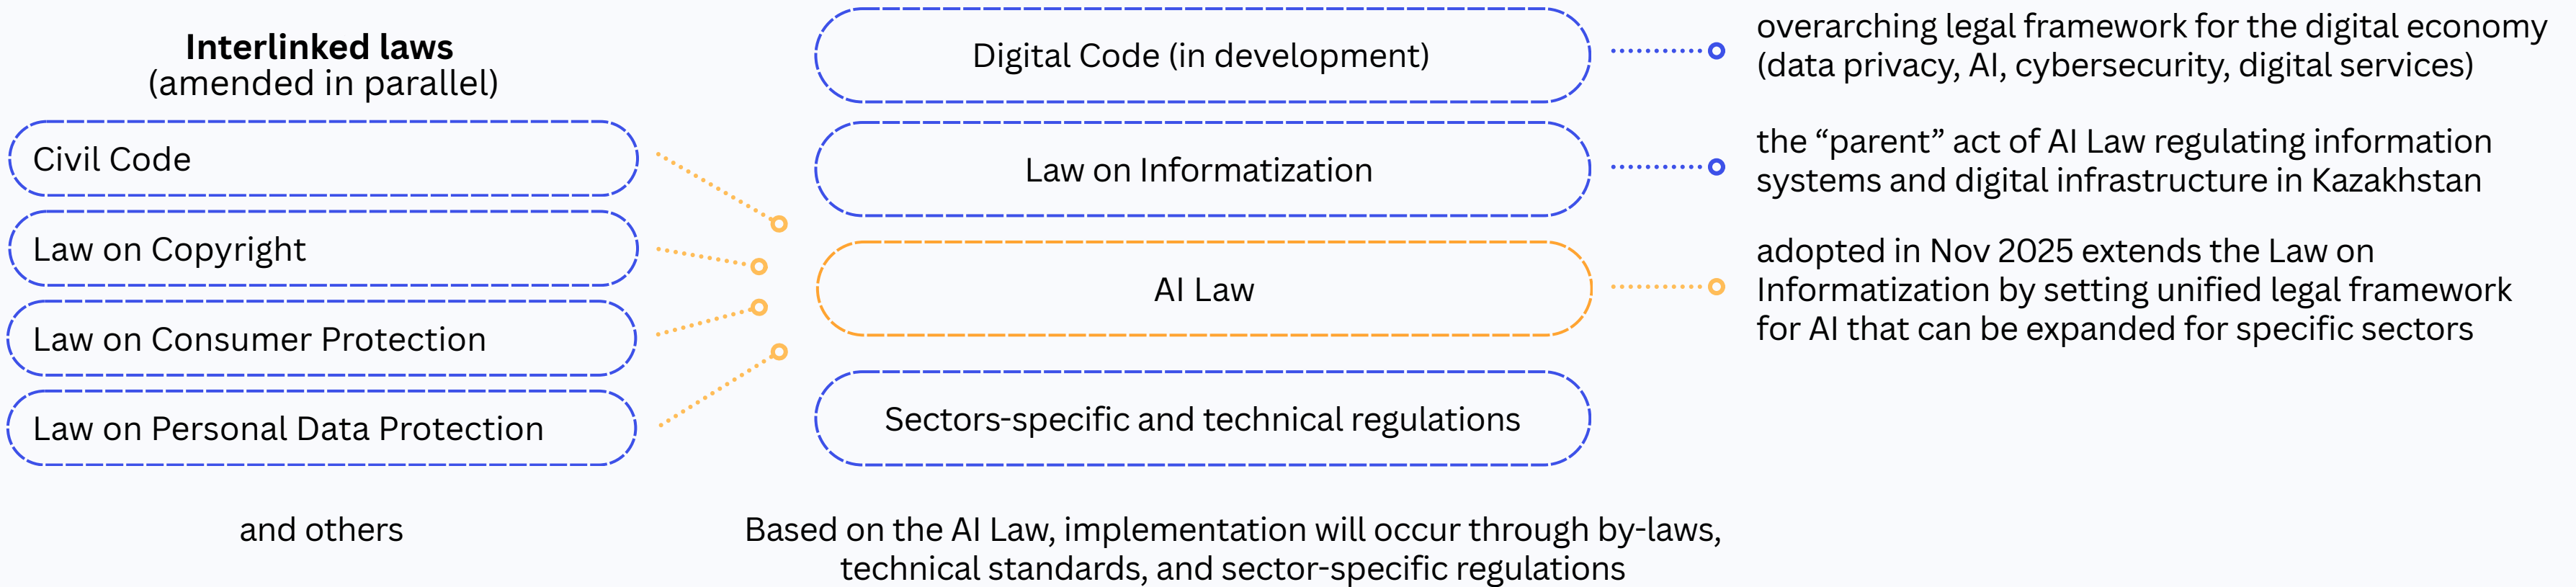 Interlinked laws
(amended in parallel)
Civil Code
Law on Copyright
Law on Consumer Protection
Law on Personal Data Protection
and others
Digital Code (in development)
Law on Informatization
AI Law
Sectors-specific and technical regulations
Based on the AI Law, implementation will occur through by-laws,
technical standards, and sector-specific regulations
overarching legal framework for the digital economy
(data privacy, AI, cybersecurity, digital services)
the “parent” act of AI Law regulating information
systems and digital infrastructure in Kazakhstan
adopted in Nov 2025 extends the Law on
Informatization by setting unified legal framework
for AI that can be expanded for specific sectors